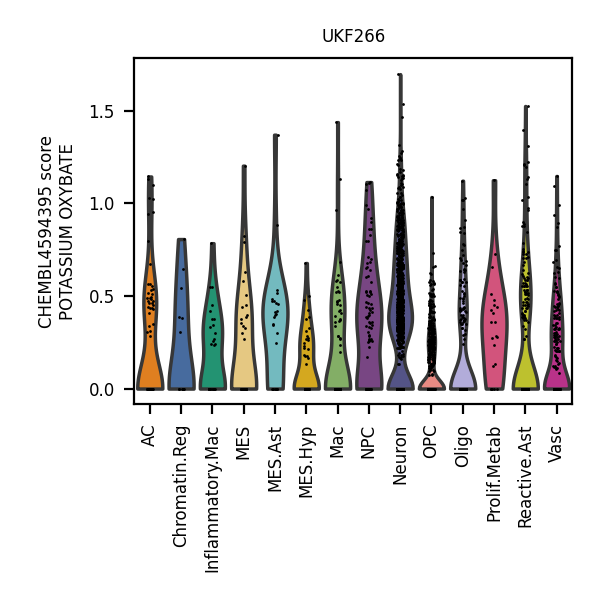 UKF266
CHEMBL4594395 score
POTASSIUM OXYBATE
1.5
1.0
0.5
0.0
AC
Chromatin.Reg
Inflammatory.Mac
MES
MES.Ast
MES.Hyp
Mac
NPC
Neuron
OPC
Oligo
Prolif.Metab
Reactive.Ast
Vasc